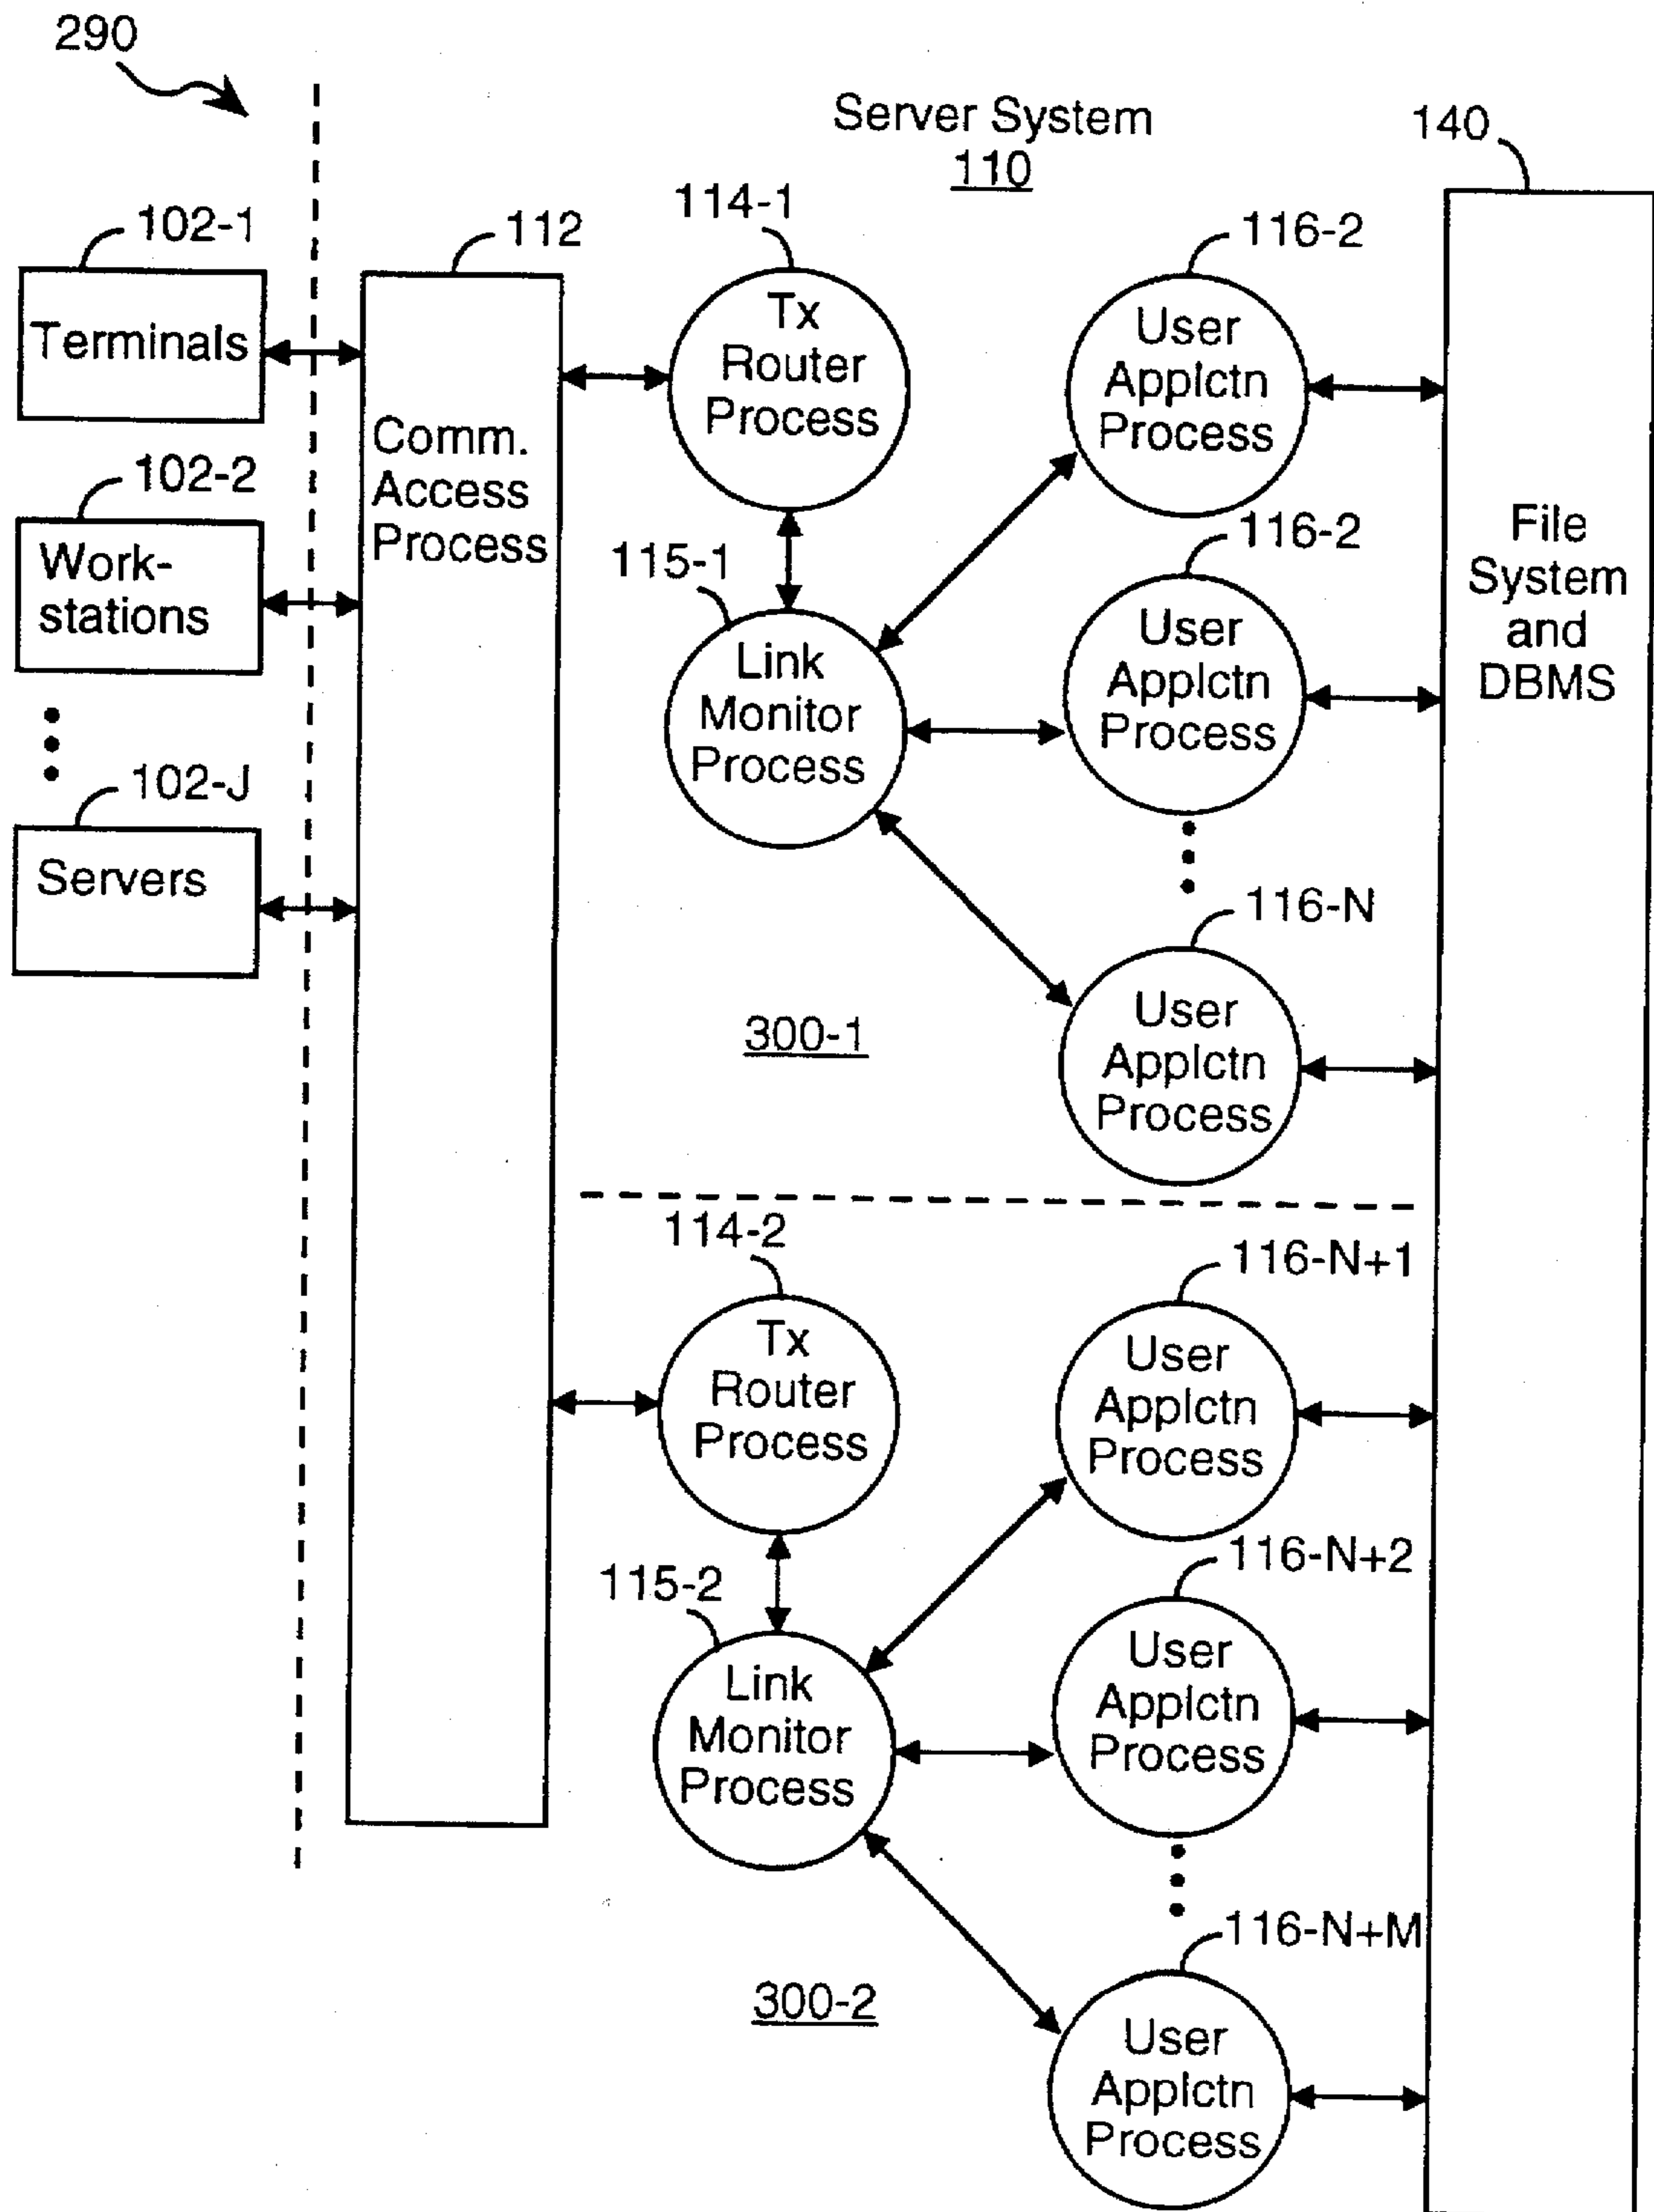 290
Server System
110
140
114-1
102-1
112
116-2
Terminals
Tx
Router
Process
User
Applctn
Process
Comm.
Access
Process
102-2
Work-
stations
115-1
116-2
File
System
and
DBMS
Link
Monitor
Process
User
Applctn
Process
102-J
Servers
116-N
300-1
User
Applctn
Process
114-2
116-N+1
Tx
Router
Process
User
Applctn
Process
115-2
116-N+2
Link
Monitor
Process
User
Applctn
Process
116-N+M
300-2
User
Applctn
Process